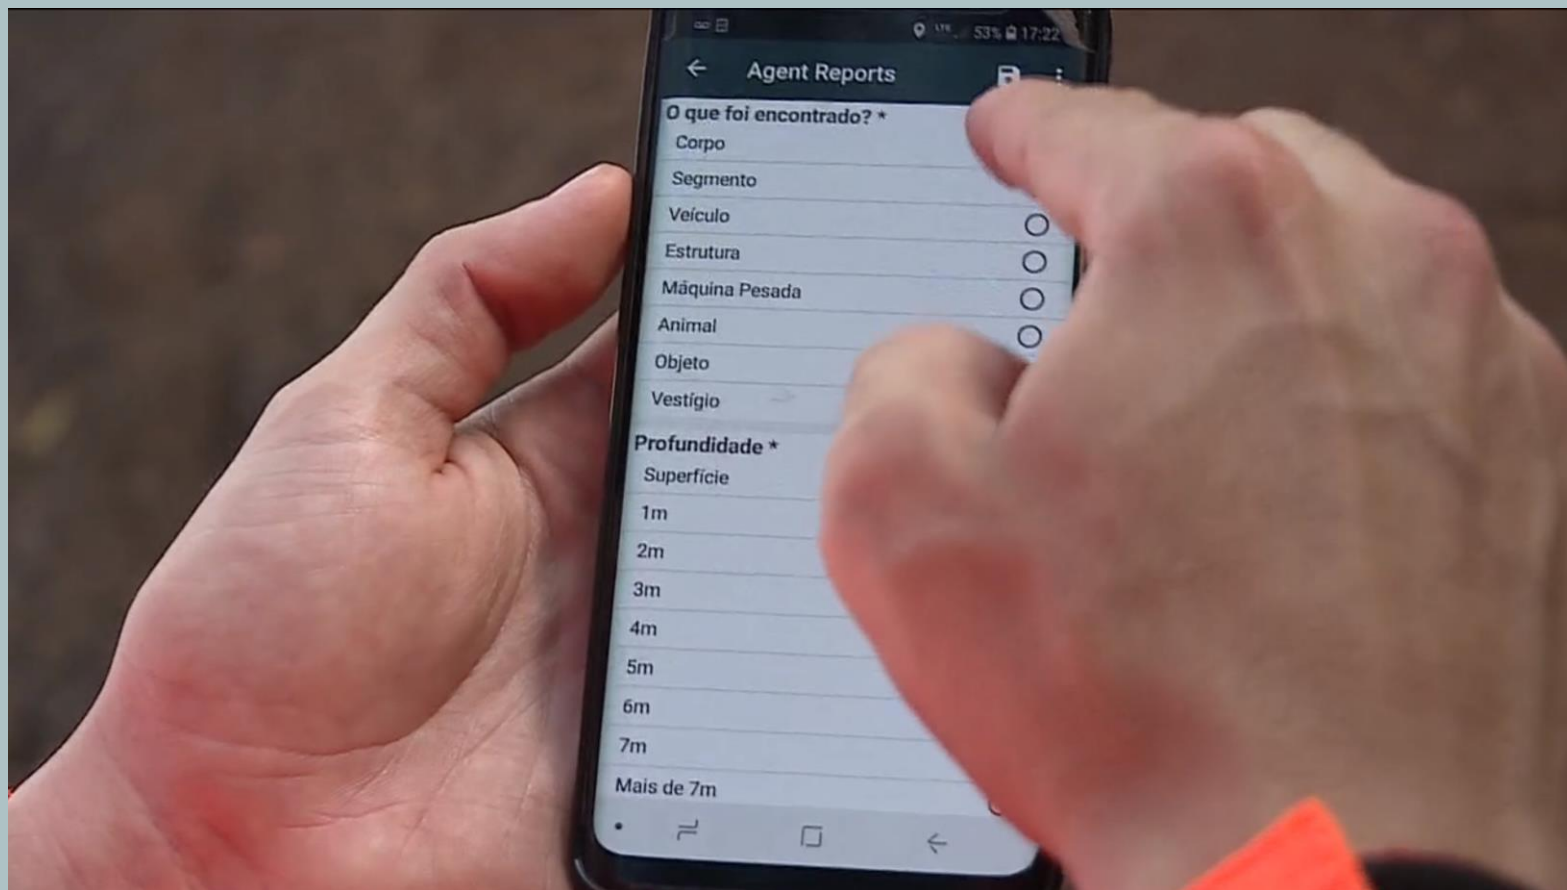 LTE 53% 17:22
Agent Reports
O que foi encontrado? *
Corpo
Segmento
Veículo
Estrutura
Máquina Pesada
Animal
Objeto
Vestígio
Profundidade *
Superfície
1m
2m
3m
4m
5m
6m
7m
Mais de 7m